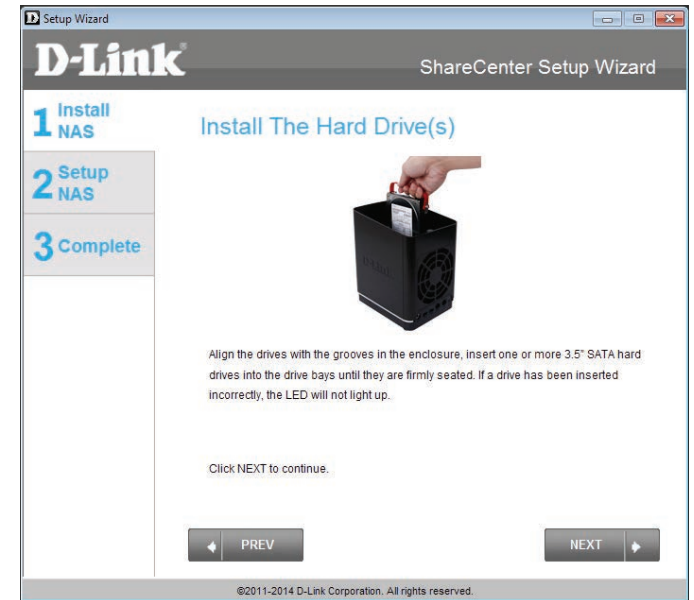 Setup Wizard
D-Link
ShareCenter Setup Wizard
1 Install
NAS
2 Setup
NAS
3 Complete
Install The Hard Drive(s)
D-Link
Align the drives with the grooves in the enclosure, insert one or more 3.5" SATA hard
drives into the drive bays until they are firmly seated. If a drive has been inserted
incorrectly, the LED will not light up.
Click NEXT to continue.
PREV
NEXT
©2011-2014 D-Link Corporation. All rights reserved.